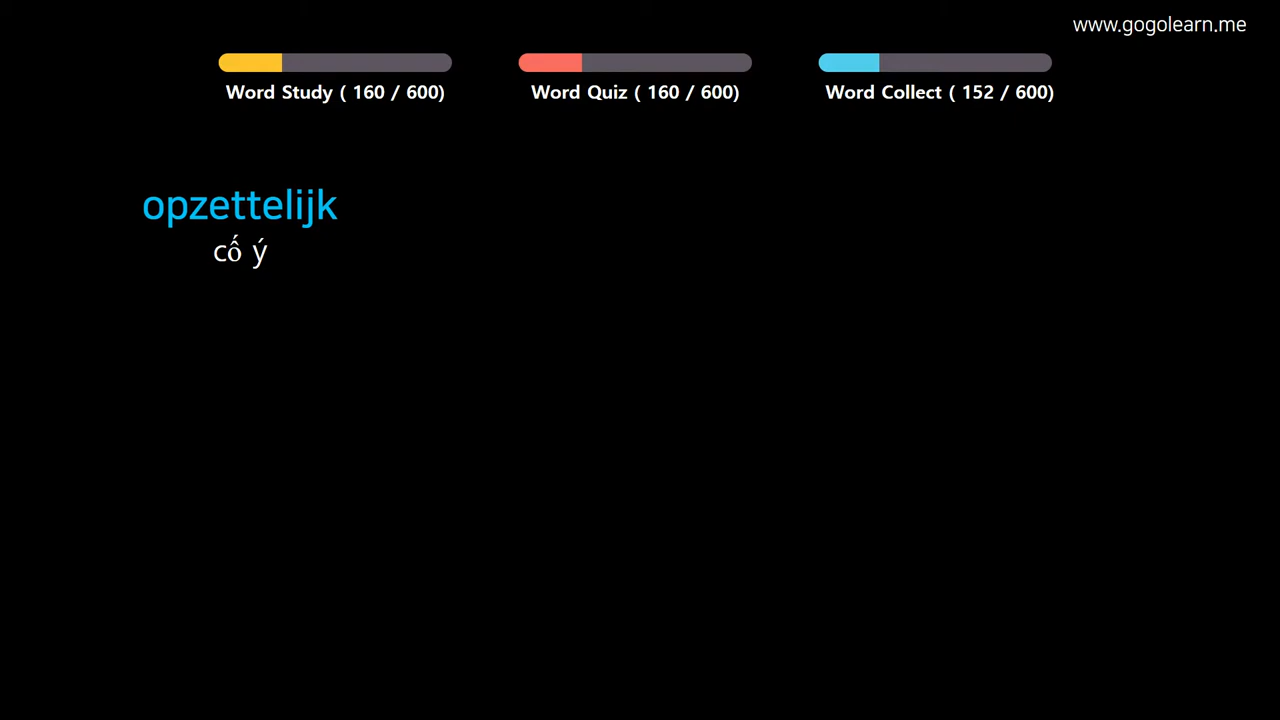 www.gogolearn.me
Word Study ( 160 / 600)
Word Quiz ( 160 / 600)
Word Collect ( 152 / 600)
opzettelijk
cố ý